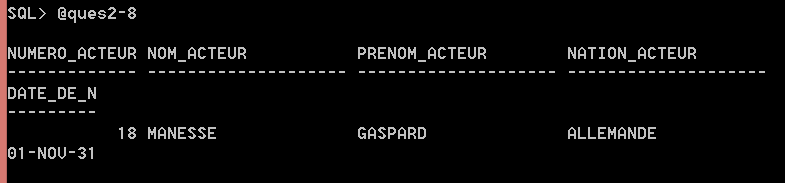 SQL> @ques2-8
NUMERO_ACTEUR NOM_ACTEUR           PRENOM_ACTEUR        NATION_ACTEUR
------------- -------------------- -------------------- --------------------
DATE_DE_N
---------
           18 MANESSE              GASPARD              ALLEMANDE
01-NOV-31